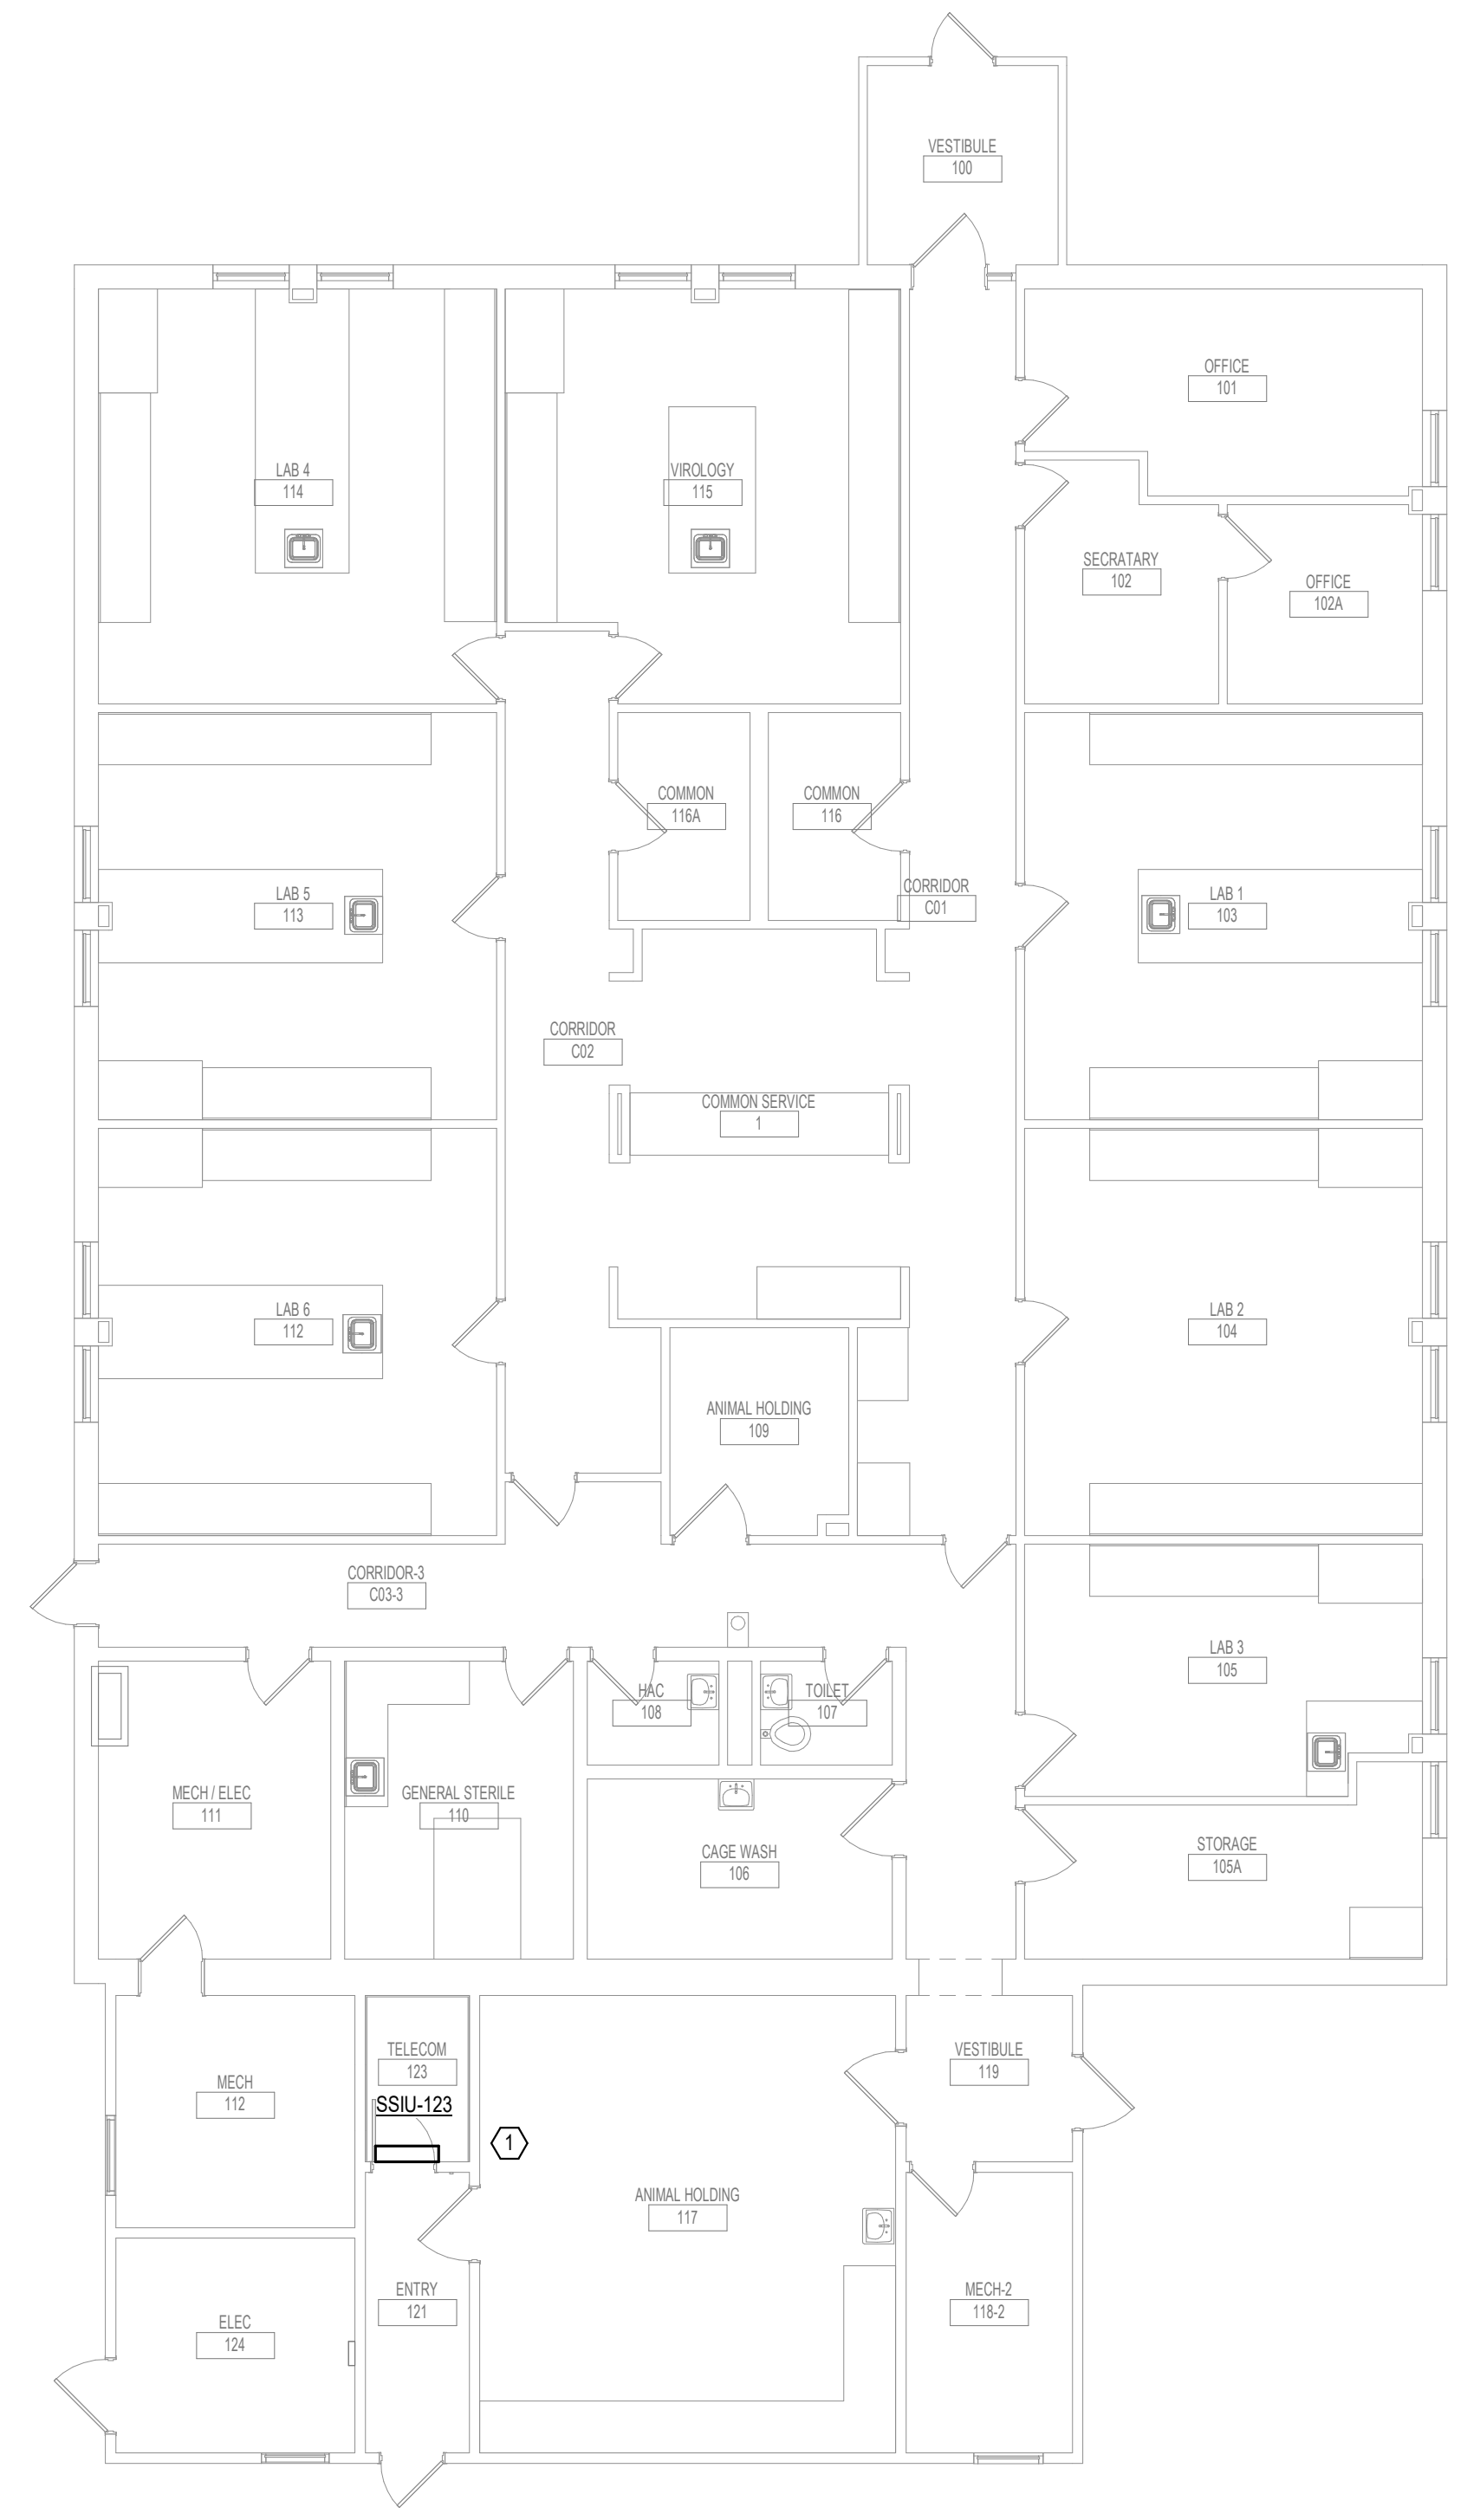 VESTIBULE
100
OFFICE
101
LAB 4
114
VIROLOGY
115
SECRATARY
102
OFFICE
102A
COMMON
116A
COMMON
116
CORRIDOR
C01
LAB 5
113
LAB 1
103
CORRIDOR
C02
COMMON SERVICE
1
LAB 6
112
LAB 2
104
ANIMAL HOLDING
109
CORRIDOR-3
C03-3
LAB 3
105
HAC
108
TOILET
107
MECH / ELEC
111
GENERAL STERILE
110
CAGE WASH
106
STORAGE
105A
TELECOM
123
VESTIBULE
119
MECH
112
SSIU-123
1
ANIMAL HOLDING
117
ENTRY
121
MECH-2
118-2
ELEC
124